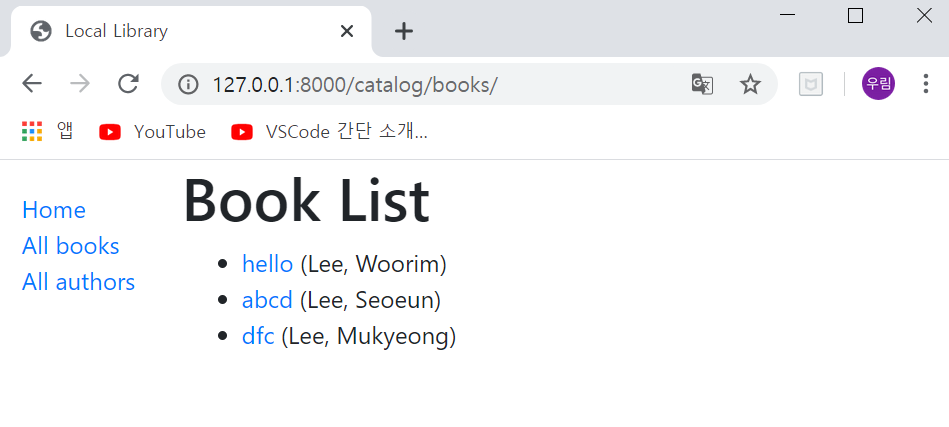 Local Library
127.0.0.1:8000/catalog/books/
우림
앱 YouTube VSCode 간단 소개...
Home
All books
All authors
Book List
hello (Lee, Woorim)
abcd (Lee, Seoeun)
dfc (Lee, Mukyeong)